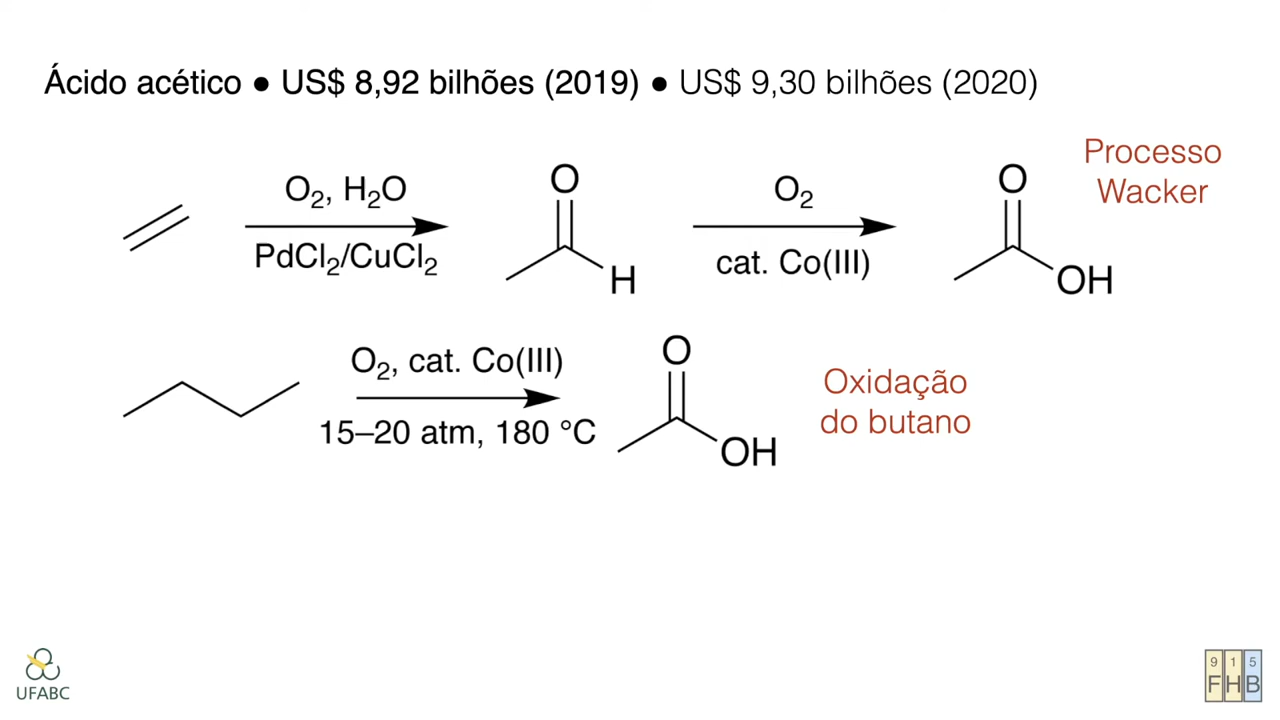 Ácido acético ● US$ 8,92 bilhões (2019) ● US$ 9,30 bilhões (2020)
Processo
Wacker
O₂, H₂O
PdCl₂/CuCl₂
O
H
O₂
cat. Co(III)
O
OH
O₂, cat. Co(III)
15–20 atm, 180 °C
O
OH
Oxidação
do butano
UFABC
9 1 5
F H B